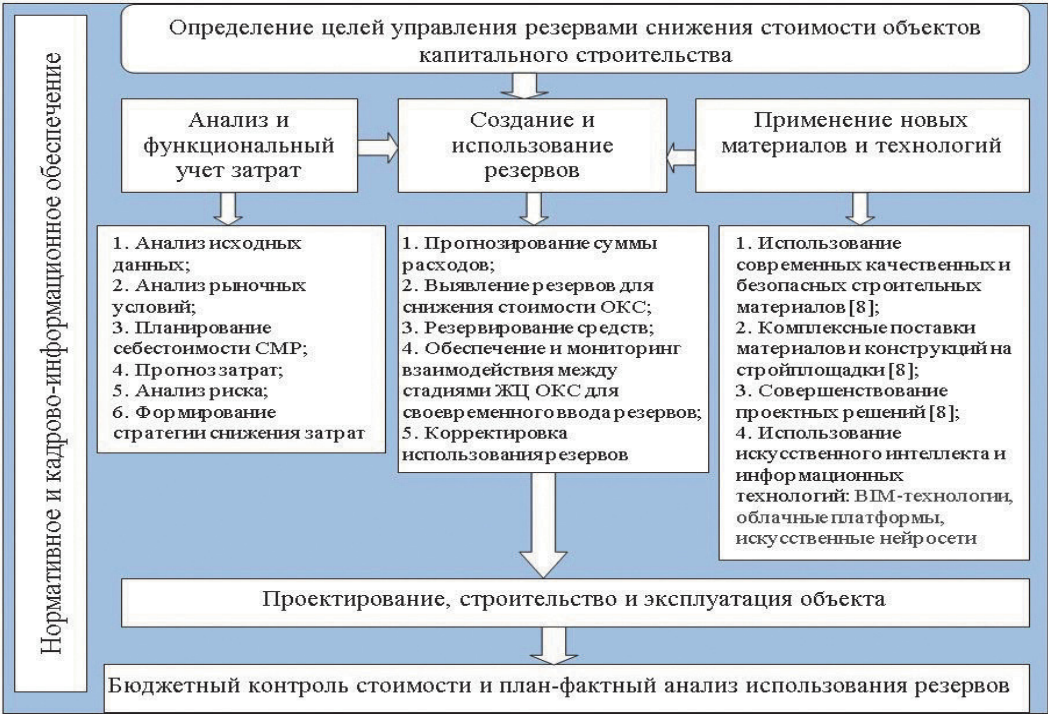 Нормативное и кадрово-информационное обеспечение
Определение целей управления резервами снижения стоимости объектов
капитального строительства
Анализ и
функциональный
учет затрат
Создание и
использование
резервов
Применение новых
материалов и технологий
1. Анализ исходных
данных;
2. Анализ рыночных
условий;
3. Планирование
себестоимости СМР;
4. Прогноз затрат;
5. Анализ риска;
6. Формирование
стратегии снижения затрат
1. Прогнозирование суммы
расходов;
2. Выявление резервов для
снижения стоимости ОКС;
3. Резервирование средств;
4. Обеспечение и мониторинг
взаимодействия между
стадиями ЖЦ ОКС для
своевременного ввода резервов;
5. Корректировка
использования резервов
1. Использование
современных качественных и
безопасных строительных
материалов [8];
2. Комплексные поставки
материалов и конструкций на
стройплощадки [8];
3. Совершенствование
проектных решений [8];
4. Использование
искусственного интеллекта и
информационных
технологий: BIM-технологии,
облачные платформы,
искусственные нейросети
Проектирование, строительство и эксплуатация объекта
Бюджетный контроль стоимости и план-фактный анализ использования резервов